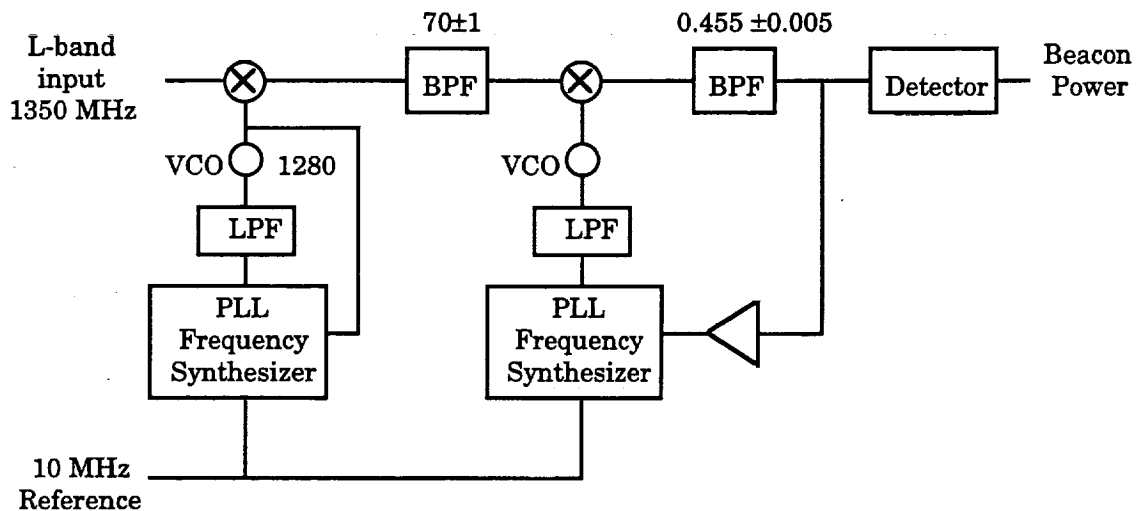 70±1
0.455 ±0.005
L-band
input
1350 MHz
BPF
BPF
Detector
Beacon
Power
VCO
1280
VCO
LPF
LPF
PLL
Frequency
Synthesizer
PLL
Frequency
Synthesizer
10 MHz
Reference